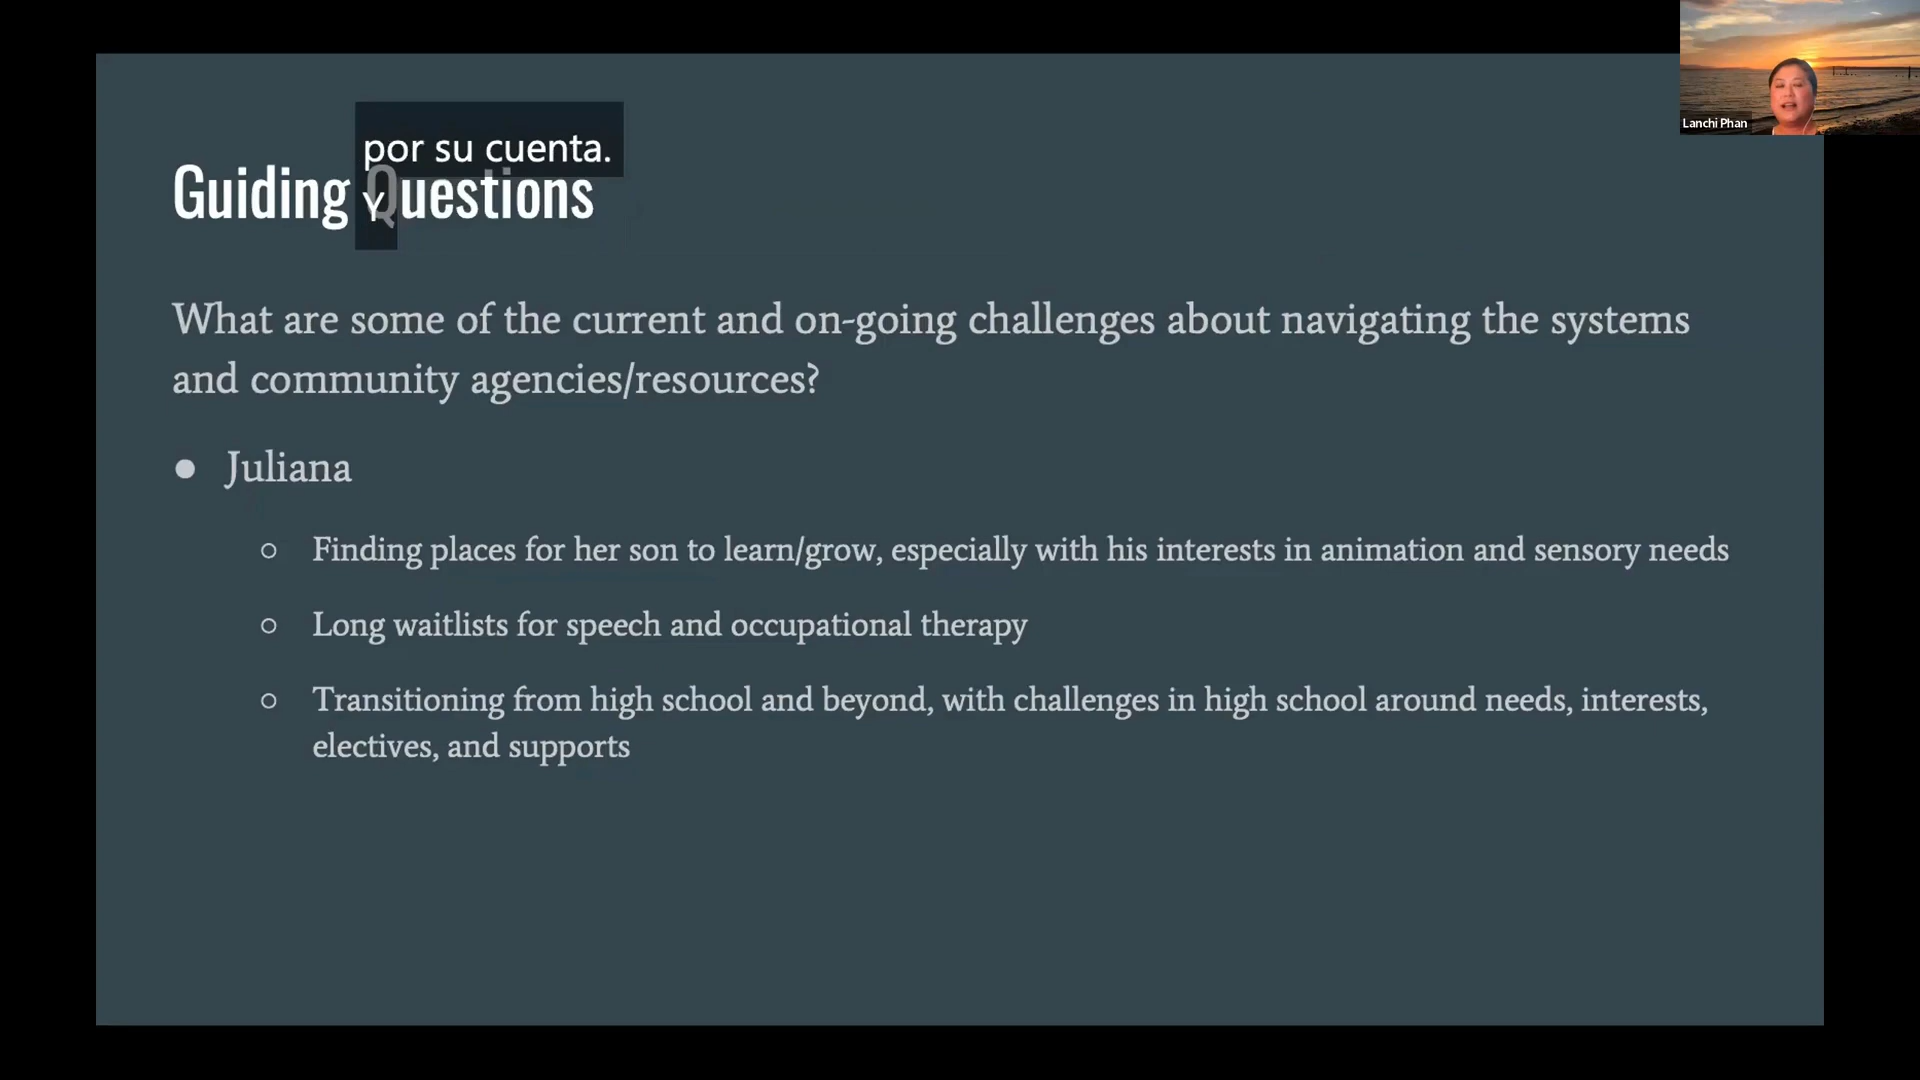 por su cuenta.
Y
Guiding Questions
What are some of the current and on-going challenges about navigating the systems
and community agencies/resources?
● Juliana
○ Finding places for her son to learn/grow, especially with his interests in animation and sensory needs
○ Long waitlists for speech and occupational therapy
○ Transitioning from high school and beyond, with challenges in high school around needs, interests,
electives, and supports
Lanchi Phan